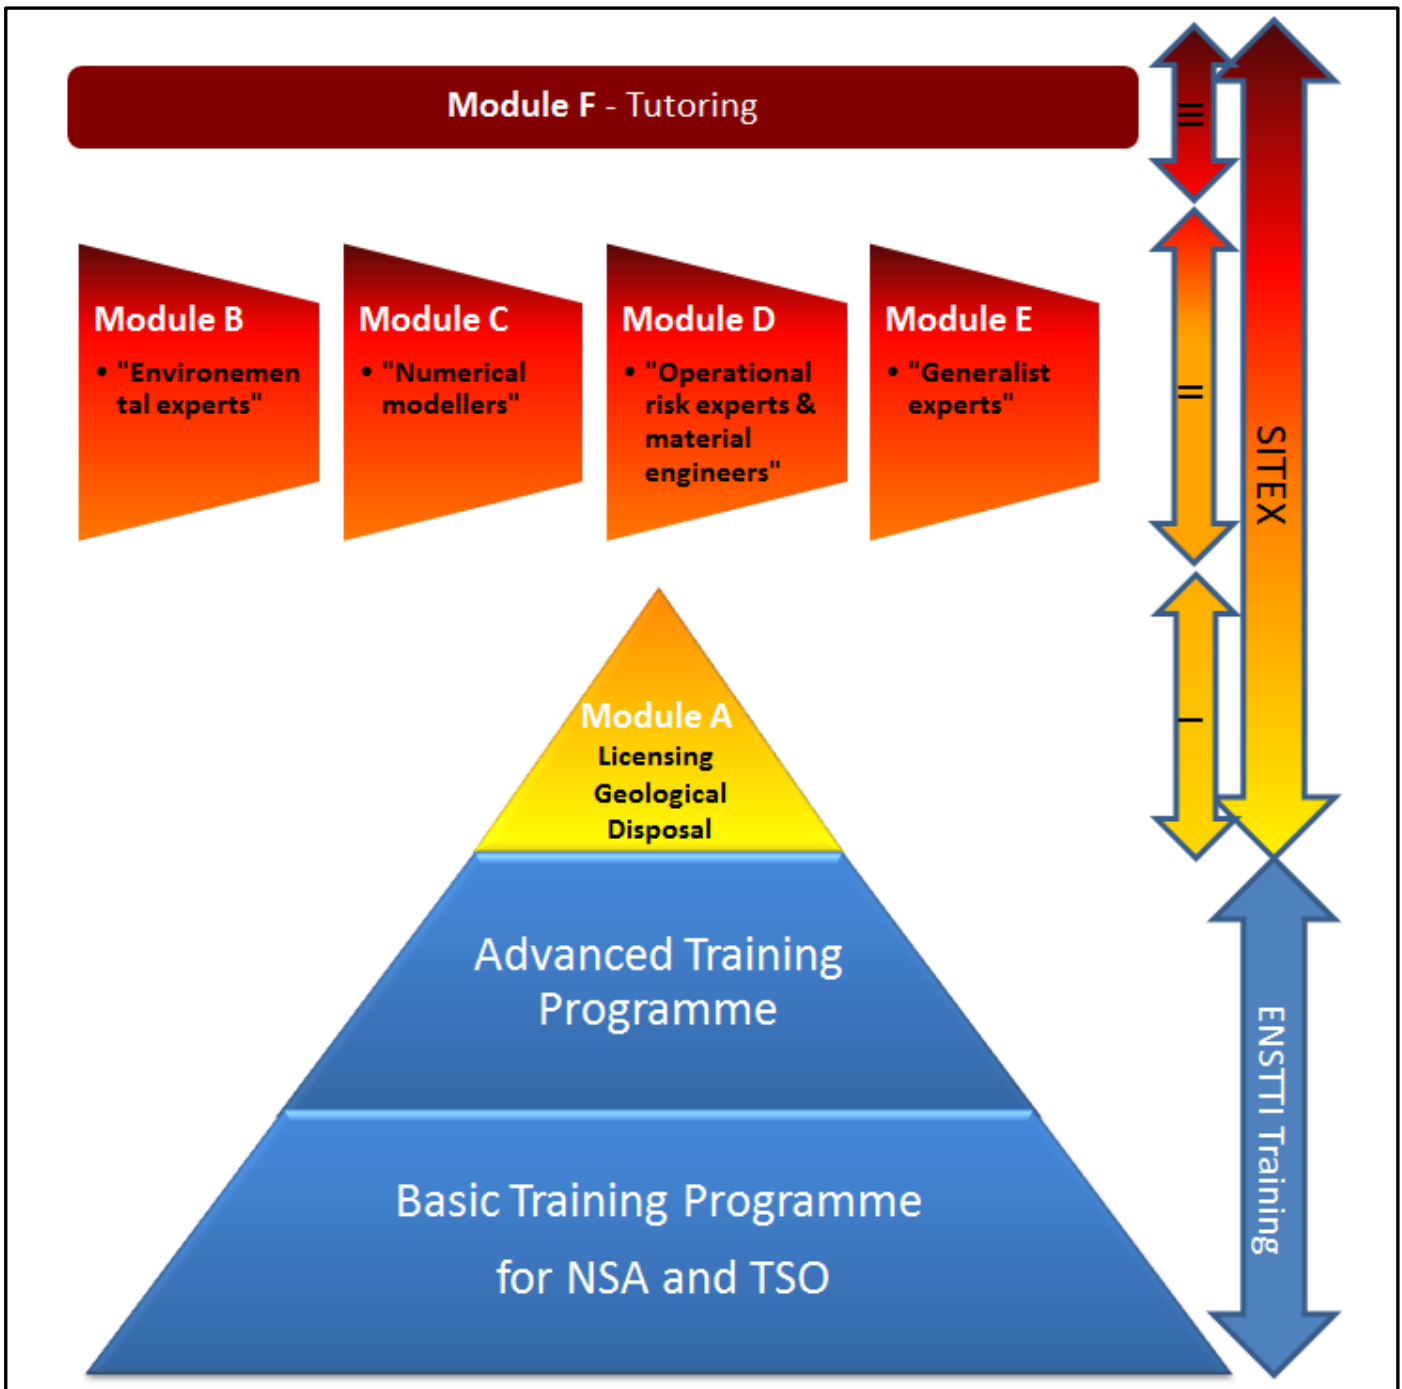 Module F - Tutoring
III
Module B
• "Environemen
tal experts"
Module C
• "Numerical
modellers"
Module D
• "Operational
risk experts &
material
engineers"
Module E
• "Generalist
experts"
II
SITEX
Module A
Licensing
Geological
Disposal
I
Advanced Training
Programme
ENSTTI Training
Basic Training Programme
for NSA and TSO